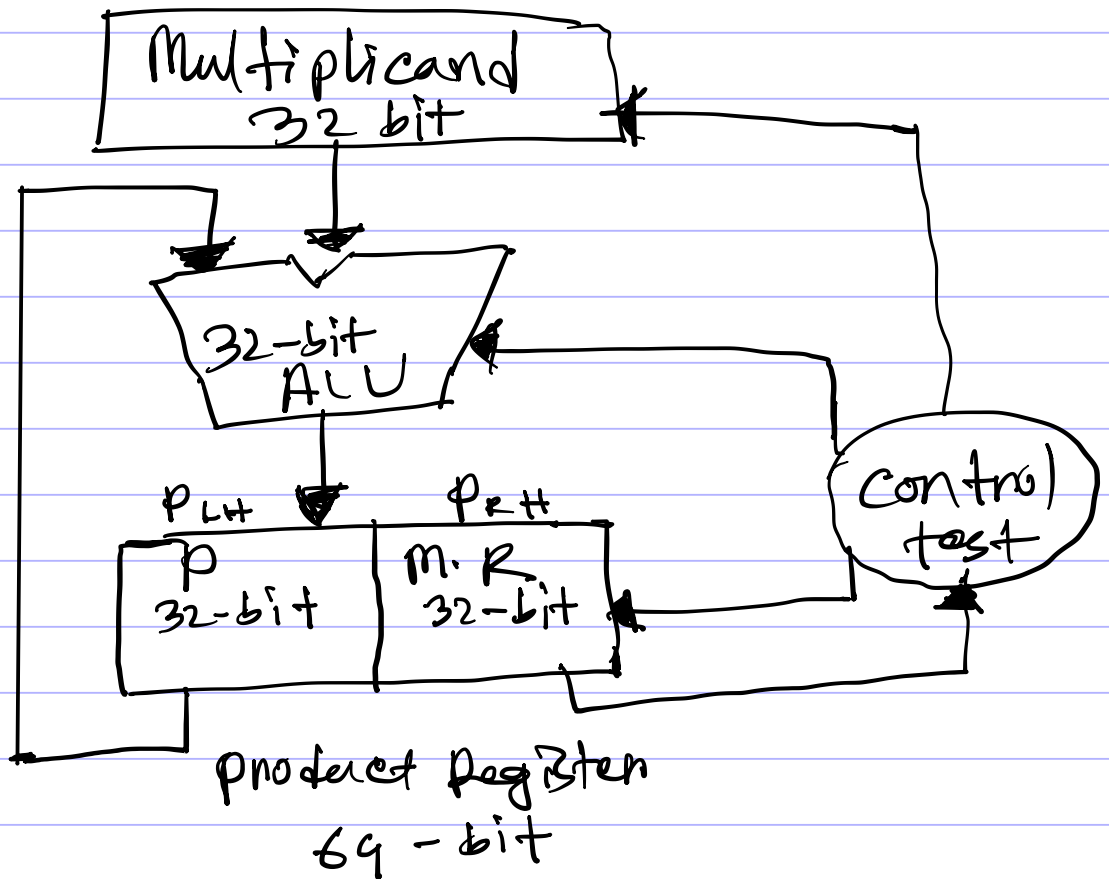 Multiplicand
32 bit
32-bit
ALU
control
test
PLH
PRH
P
32-bit
M.R
32-bit
product Register
64-bit